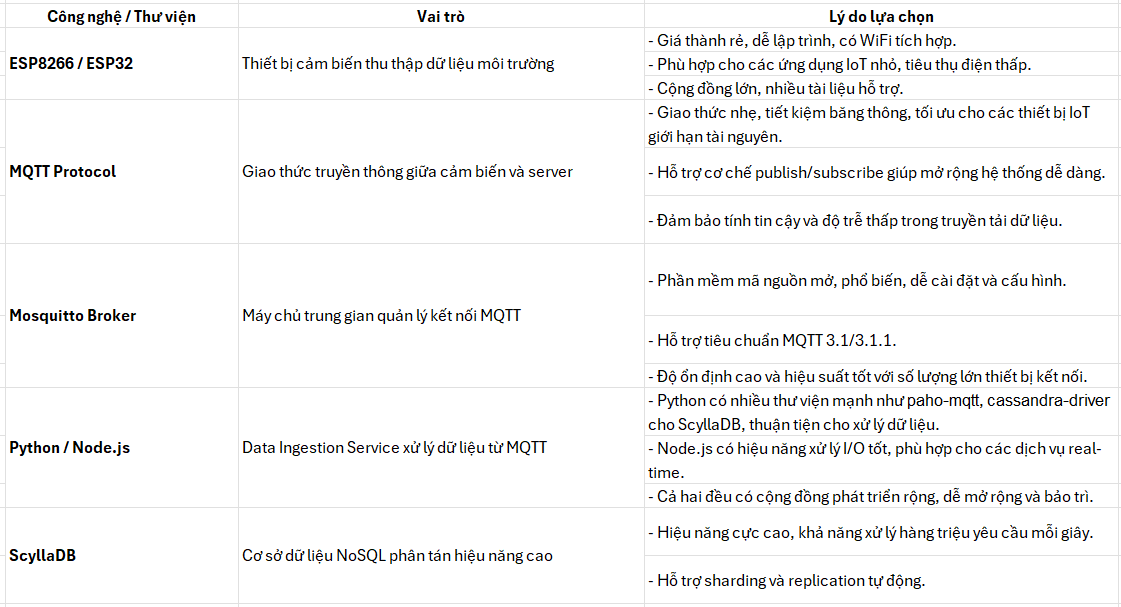 Công nghệ / Thư viện Vai trò Lý do lựa chọn
ESP8266 / ESP32 Thiết bị cảm biến thu thập dữ liệu môi trường
- Giá thành rẻ, dễ lập trình, có WiFi tích hợp.
- Phù hợp cho các ứng dụng IoT nhỏ, tiêu thụ điện thấp.
- Cộng đồng lớn, nhiều tài liệu hỗ trợ.
MQTT Protocol Giao thức truyền thông giữa cảm biến và server
- Giao thức nhẹ, tiết kiệm băng thông, tối ưu cho các thiết bị IoT
giới hạn tài nguyên.
- Hỗ trợ cơ chế publish/subscribe giúp mở rộng hệ thống dễ dàng.
- Đảm bảo tính tin cậy và độ trễ thấp trong truyền tải dữ liệu.
Mosquitto Broker Máy chủ trung gian quản lý kết nối MQTT
- Phần mềm mã nguồn mở, phổ biến, dễ cài đặt và cấu hình.
- Hỗ trợ tiêu chuẩn MQTT 3.1/3.1.1.
- Độ ổn định cao và hiệu suất tốt với số lượng lớn thiết bị kết nối.
Python / Node.js Data Ingestion Service xử lý dữ liệu từ MQTT
- Python có nhiều thư viện mạnh như paho-mqtt, cassandra-driver
cho ScyllaDB, thuận tiện cho xử lý dữ liệu.
- Node.js có hiệu năng xử lý I/O tốt, phù hợp cho các dịch vụ real-
time.
- Cả hai đều có cộng đồng phát triển rộng, dễ mở rộng và bảo trì.
ScyllaDB Cơ sở dữ liệu NoSQL phân tán hiệu năng cao
- Hiệu năng cực cao, khả năng xử lý hàng triệu yêu cầu mỗi giây.
- Hỗ trợ sharding và replication tự động.